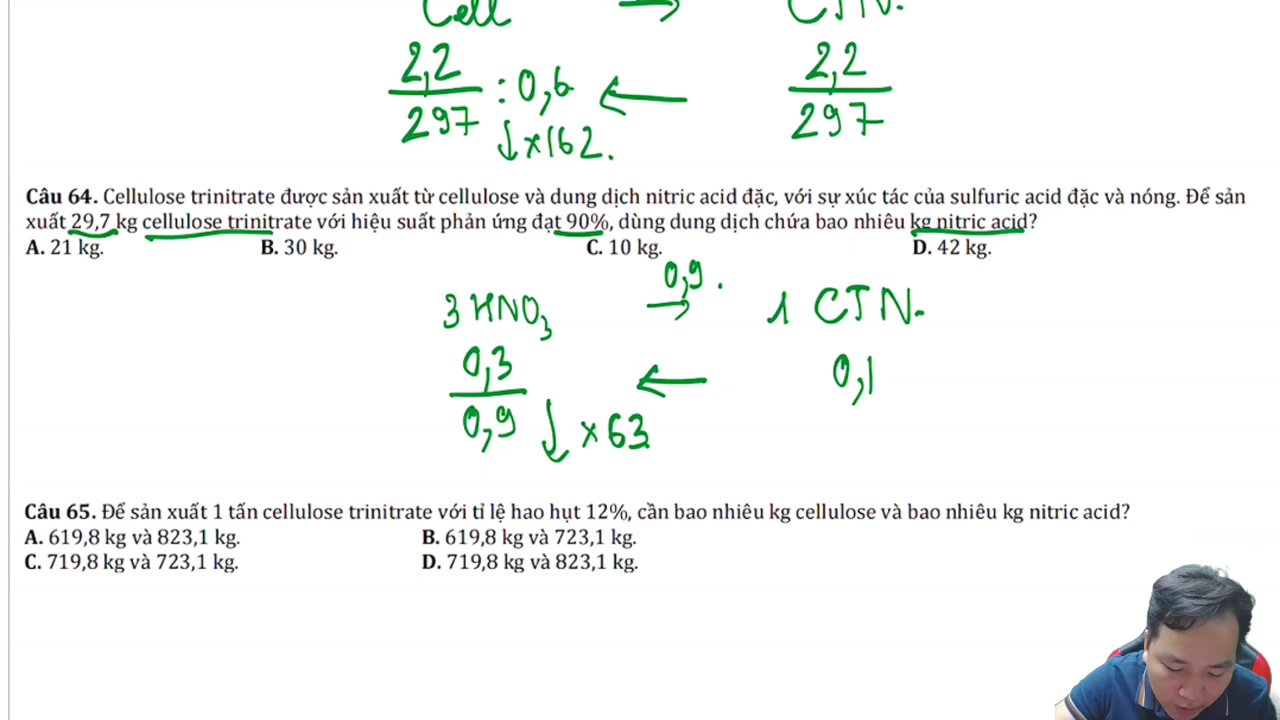 Cell → CTN.
2,2/297 : 0,6 ← 2,2/297
↓ ×162.
Câu 64. Cellulose trinitrate được sản xuất từ cellulose và dung dịch nitric acid đặc, với sự xúc tác của sulfuric acid đặc và nóng. Để sản
xuất 29,7 kg cellulose trinitrate với hiệu suất phản ứng đạt 90%, dùng dung dịch chứa bao nhiêu kg nitric acid?
A. 21 kg. B. 30 kg. C. 10 kg. D. 42 kg.
3 HNO₃ →0,9. 1 CTN.
0,3/0,9 ← 0,1
↓ ×63
Câu 65. Để sản xuất 1 tấn cellulose trinitrate với tỉ lệ hao hụt 12%, cần bao nhiêu kg cellulose và bao nhiêu kg nitric acid?
A. 619,8 kg và 823,1 kg. B. 619,8 kg và 723,1 kg.
C. 719,8 kg và 723,1 kg. D. 719,8 kg và 823,1 kg.